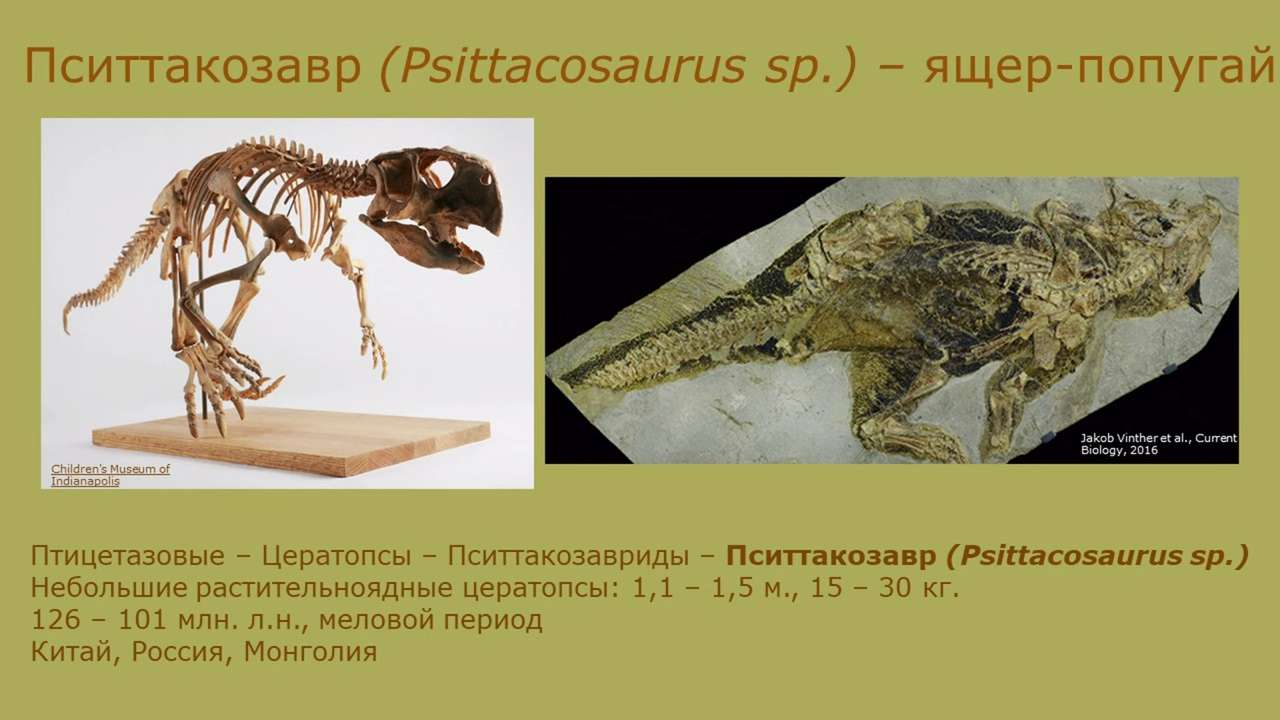 Пситтакозавр (Psittacosaurus sp.) – ящер-попугай
Children's Museum of
Indianapolis
Jakob Vinther et al., Current
Biology, 2016
Птицетазовые – Цератопсы – Пситтакозавриды – Пситтакозавр (Psittacosaurus sp.)
Небольшие растительноядные цератопсы: 1,1 – 1,5 м., 15 – 30 кг.
126 – 101 млн. л.н., меловой период
Китай, Россия, Монголия